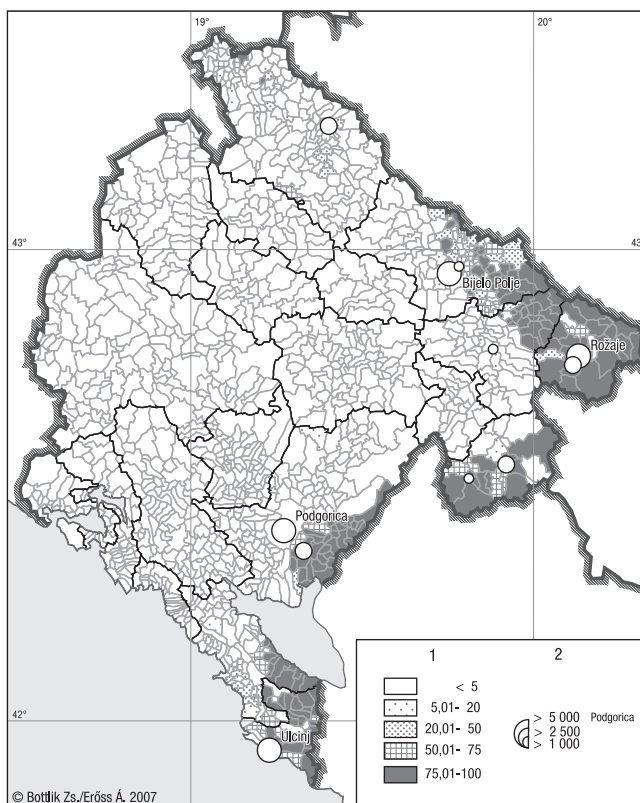 19°
20°
43°
43
Bijelo Polje
Rožaje
Podgorica
1
2
< 5
5,01- 20
20,01- 50
50,01- 75
75,01-100
> 5 000
> 2 500
> 1 000
Podgorica
42°
Ulcinj
© Bottlik Zs./Erőss Á. 2007